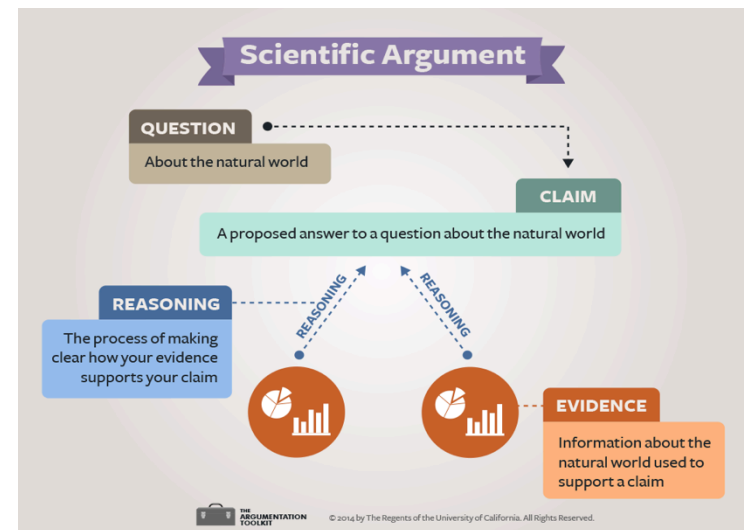 Scientific Argument
QUESTION
About the natural world
CLAIM
A proposed answer to a question about the natural world
REASONING
REASONING
REASONING
The process of making
clear how your evidence
supports your claim
EVIDENCE
Information about the
natural world used to
support a claim
THE
ARGUMENTATION
TOOLKIT
© 2014 by The Regents of the University of California. All Rights Reserved.